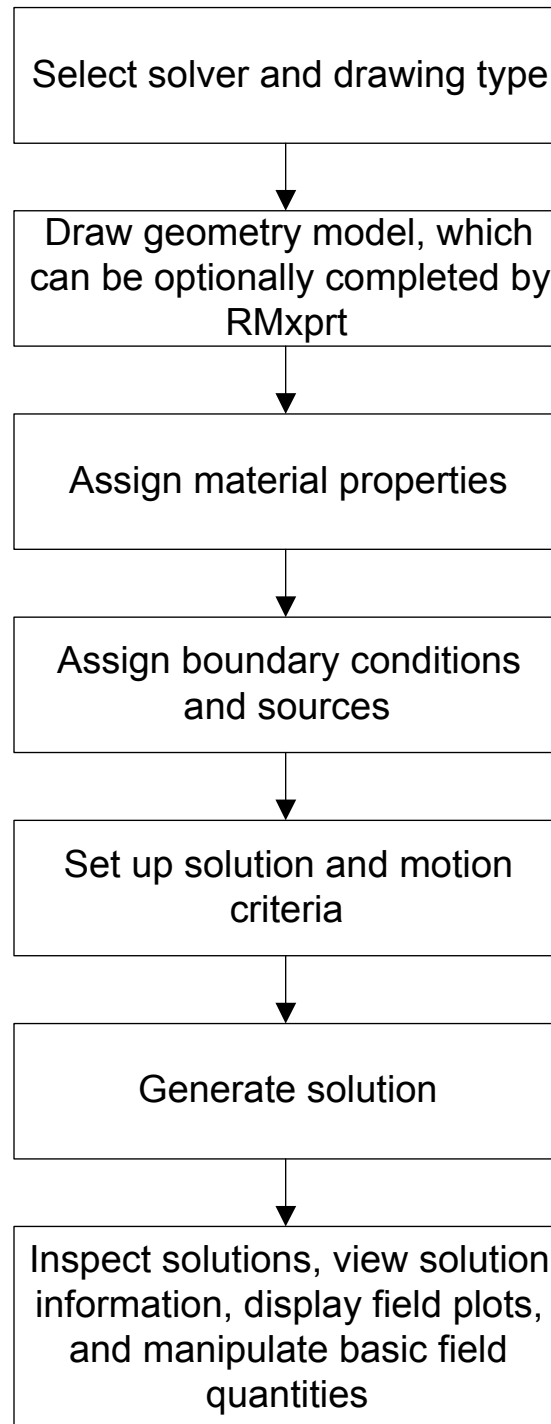 Select solver and drawing type
Draw geometry model, which
can be optionally completed by
RMxprt
Assign material properties
Assign boundary conditions
and sources
Set up solution and motion
criteria
Generate solution
Inspect solutions, view solution
information, display field plots,
and manipulate basic field
quantities